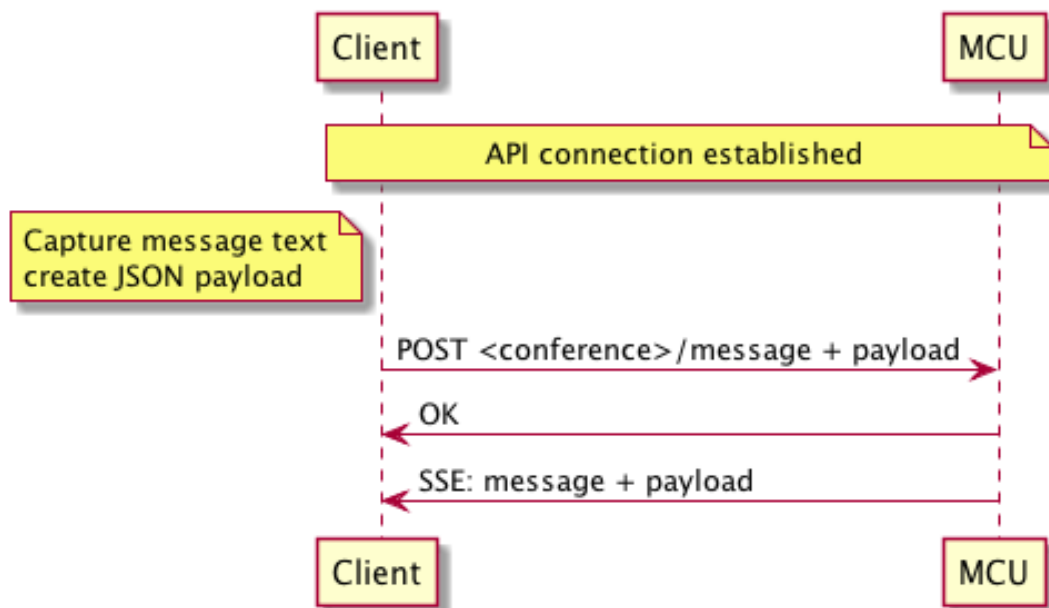 Client
MCU
API connection established
Capture message text
create JSON payload
POST <conference>/message + payload
OK
SSE: message + payload
Client
MCU